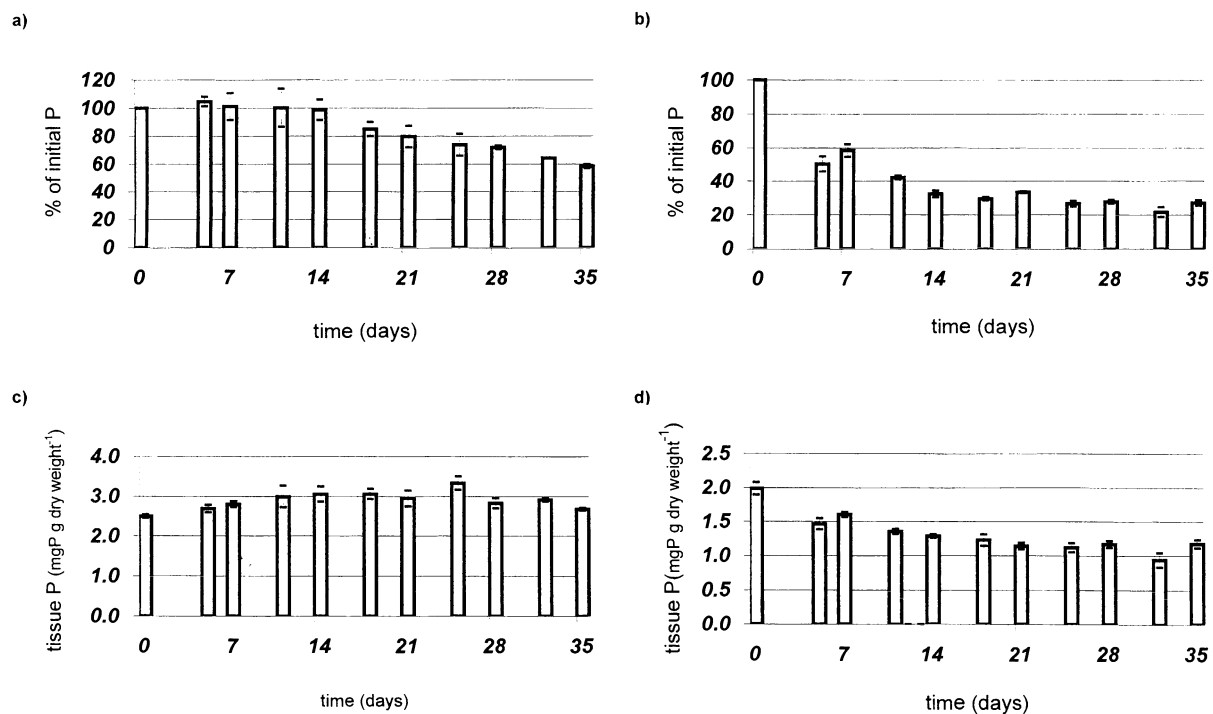 a)
% of initial P
120
100
80
60
40
20
0
0 7 14 21 28 35
time (days)
b)
% of initial P
100
80
60
40
20
0
0 7 14 21 28 35
time (days)
c)
tissue P (mgP g dry weight⁻¹)
4.0
3.0
2.0
1.0
0.0
0 7 14 21 28 35
time (days)
d)
tissue P(mgP g dry weight⁻¹)
2.5
2.0
1.5
1.0
0.5
0.0
0 7 14 21 28 35
time (days)